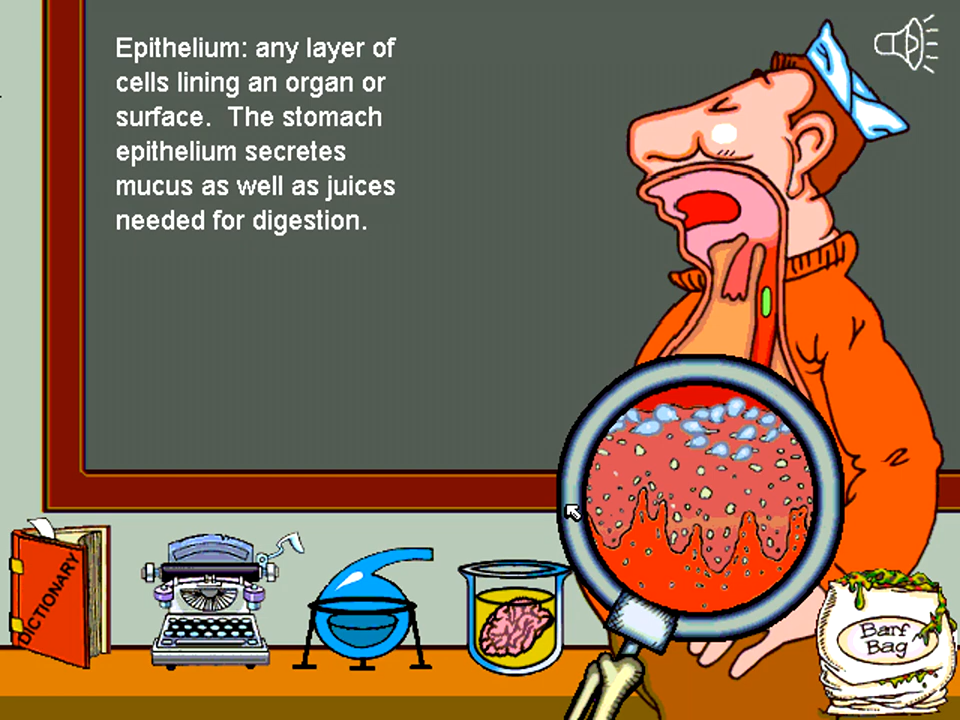 Epithelium: any layer of
cells lining an organ or
surface.  The stomach
epithelium secretes
mucus as well as juices
needed for digestion.
DICTIONARY
Barf
Bag